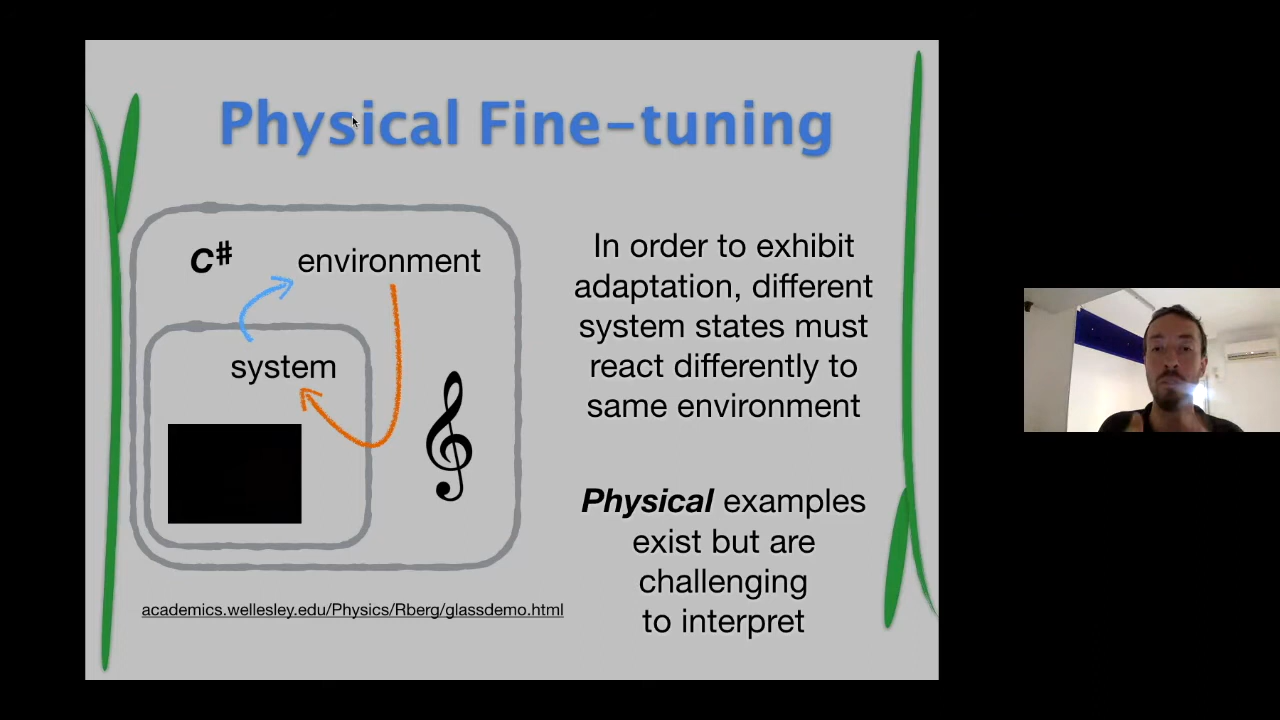 Physical Fine-tuning
C♯
environment
system
In order to exhibit
adaptation, different
system states must
react differently to
same environment
Physical examples
exist but are
challenging
to interpret
academics.wellesley.edu/Physics/Rberg/glassdemo.html